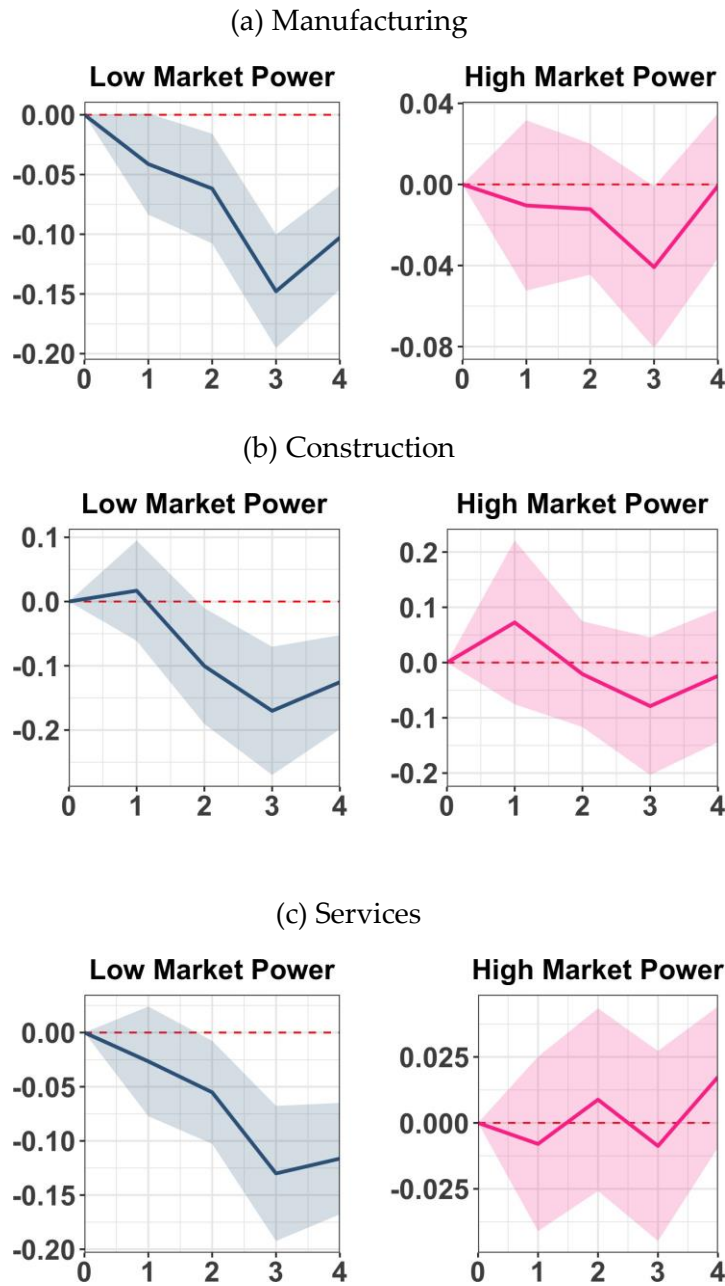 (a) Manufacturing
Low Market Power
High Market Power
0.00
-0.05
-0.10
-0.15
-0.20
0 1 2 3 4
0.04
0.00
-0.04
-0.08
0 1 2 3 4
(b) Construction
Low Market Power
High Market Power
0.1
0.0
-0.1
-0.2
0 1 2 3 4
0.2
0.1
0.0
-0.1
-0.2
0 1 2 3 4
(c) Services
Low Market Power
High Market Power
0.00
-0.05
-0.10
-0.15
-0.20
0 1 2 3 4
0.025
0.000
-0.025
0 1 2 3 4